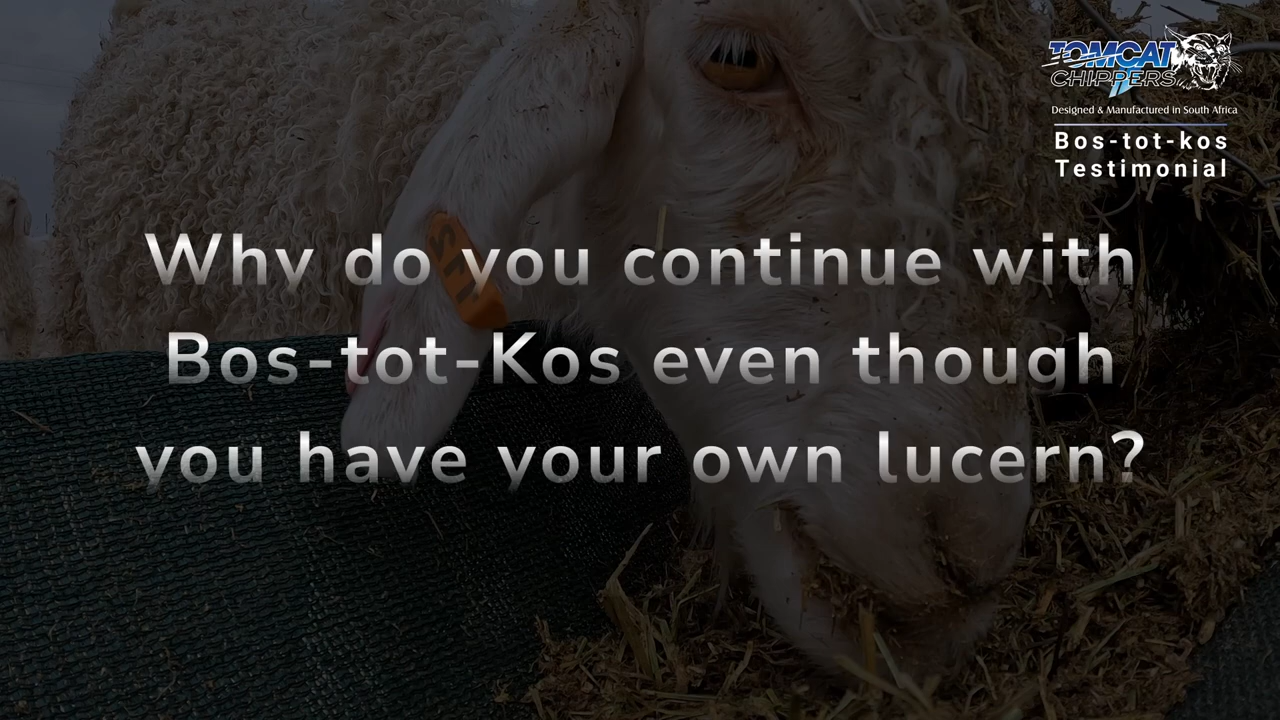 TOMCAT
CHIPPERS
Designed & Manufactured in South Africa
Bos-tot-kos
Testimonial
Why do you continue with
Bos-tot-Kos even though
you have your own lucern?